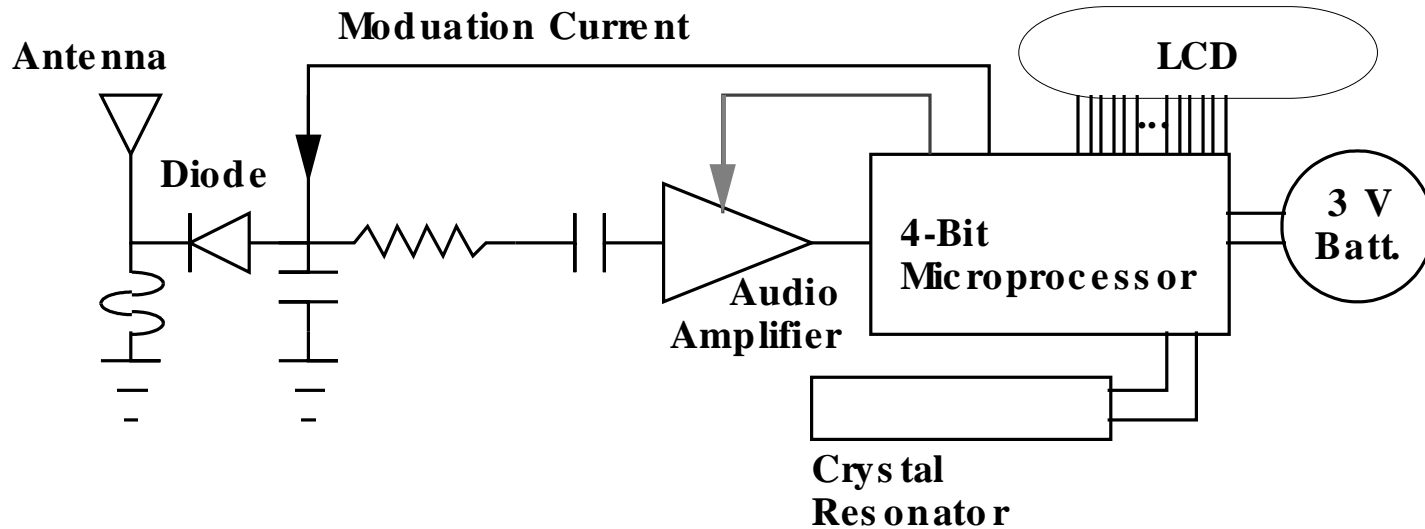 Moduation Current
Antenna
LCD
...
Diode
3 V
Batt.
4-Bit
Microprocessor
Audio
Amplifier
Crystal
Resonator